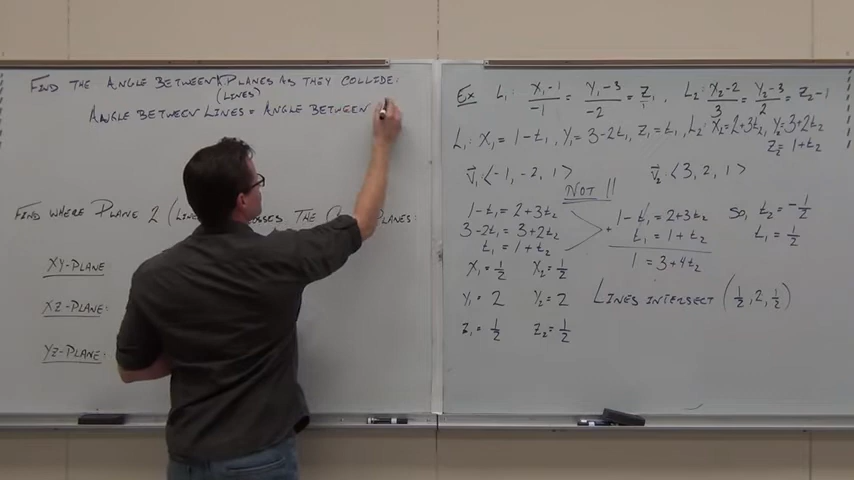 FIND THE ANGLE BETWEEN PLANES AS THEY COLLIDE:
(LINES)
ANGLE BETWEEN LINES = ANGLE BETWEEN
FIND WHERE PLANE 2 (LINE THE PLANES:
XY-PLANE
XZ-PLANE:
YZ-PLANE:
Ex L₁: (X₁-1)/-1 = (Y₁-3)/-2 = Z₁/1 , L₂: (X₂-2)/3 = (Y₂-3)/2 = Z₂-1
L₁: X₁ = 1-t₁, Y₁ = 3-2t₁, Z₁ = t₁, L₂: X₂=2+3t₂, Y₂=3+2t₂
Z₂ = 1+t₂
V₁: <-1, -2, 1> V₂: <3, 2, 1>
NOT ||
1-t₁ = 2+3t₂ 1-t₁ = 2+3t₂ SO, t₂ = -1/2
3-2t₁ = 3+2t₂ + t₁ = 1+t₂ t₁ = 1/2
t₁ = 1+t₂ 1 = 3+4t₂
X₁ = 1/2 X₂ = 1/2
Y₁ = 2 Y₂ = 2 LINES INTERSECT (1/2, 2, 1/2)
Z₁ = 1/2 Z₂ = 1/2